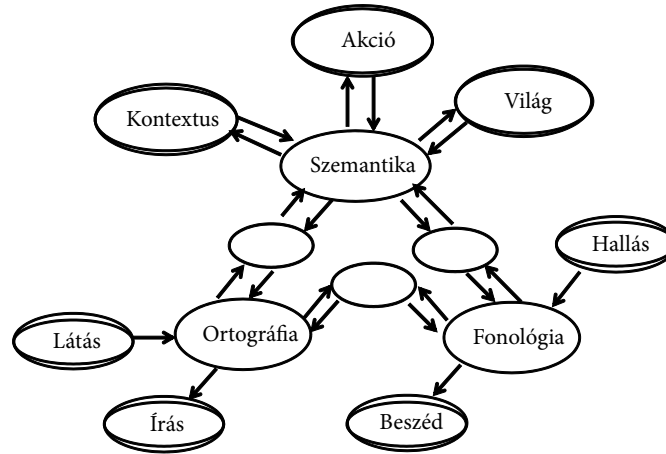 Akció
Kontextus
Világ
Szemantika
Hallás
Látás
Ortográfia
Fonológia
Írás
Beszéd